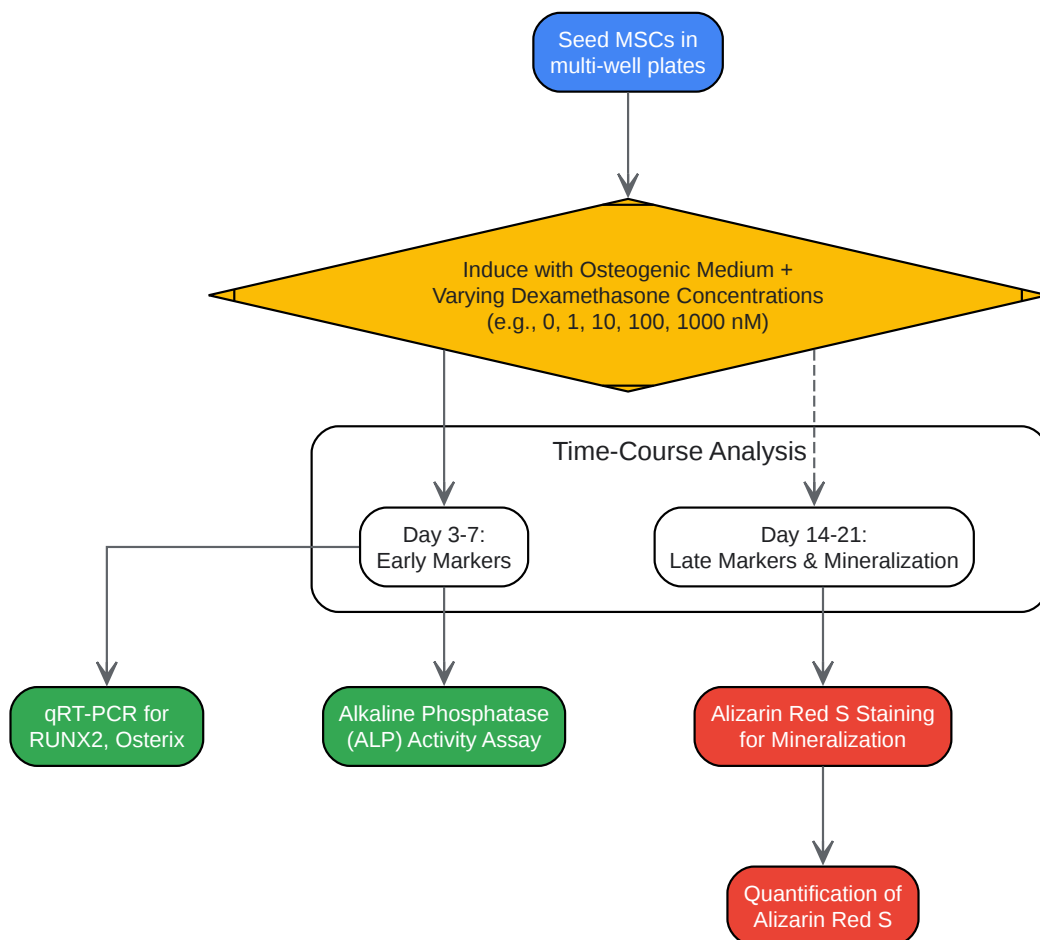 Seed MSCs in
multi-well plates
Induce with Osteogenic Medium +
Varying Dexamethasone Concentrations
(e.g., 0, 1, 10, 100, 1000 nM)
Time-Course Analysis
Day 3-7:
Early Markers
Day 14-21:
Late Markers & Mineralization
qRT-PCR for
RUNX2, Osterix
Alkaline Phosphatase
(ALP) Activity Assay
Alizarin Red S Staining
for Mineralization
Quantification of
Alizarin Red S